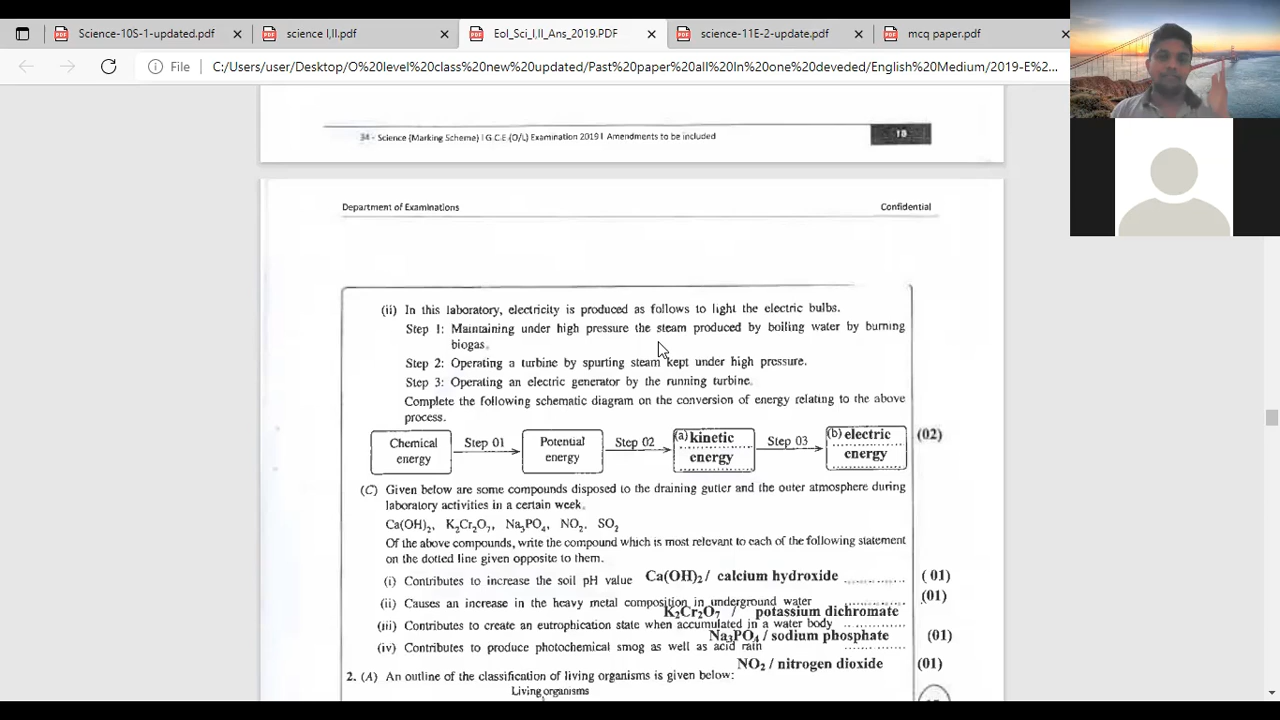 Science-10S-1-updated.pdf
science I,II.pdf
Eol_Sci_I,II_Ans_2019.PDF
science-11E-2-update.pdf
mcq paper.pdf
File
C:/Users/user/Desktop/O%20level%20class%20new%20updated/Past%20paper%20all%20In%20one%20deveded/English%20Medium/2019-E%2...
34 - Science (Marking Scheme) I G.C.E.(O/L) Examination 2019 I Amendments to be included
18
Department of Examinations
Confidential
(ii) In this laboratory, electricity is produced as follows to light the electric bulbs.
Step 1: Maintaining under high pressure the steam produced by boiling water by burning
biogas.
Step 2: Operating a turbine by spurting steam kept under high pressure.
Step 3: Operating an electric generator by the running turbine.
Complete the following schematic diagram on the conversion of energy relating to the above
process.
Chemical energy
Step 01
Potential energy
Step 02
(a) kinetic energy
Step 03
(b) electric energy
(02)
(C) Given below are some compounds disposed to the draining gutter and the outer atmosphere during
laboratory activities in a certain week.
Ca(OH)₂, K₂Cr₂O₇, Na₃PO₄, NO₂, SO₂
Of the above compounds, write the compound which is most relevant to each of the following statement
on the dotted line given opposite to them.
(i) Contributes to increase the soil pH value Ca(OH)₂ / calcium hydroxide ............ ( 01)
(ii) Causes an increase in the heavy metal composition in underground water (01)
K₂Cr₂O₇ / potassium dichromate
(iii) Contributes to create an eutrophication state when accumulated in a water body ............
Na₃PO₄ / sodium phosphate (01)
(iv) Contributes to produce photochemical smog as well as acid rain ............
NO₂ / nitrogen dioxide (01)
2. (A) An outline of the classification of living organisms is given below:
Living organisms